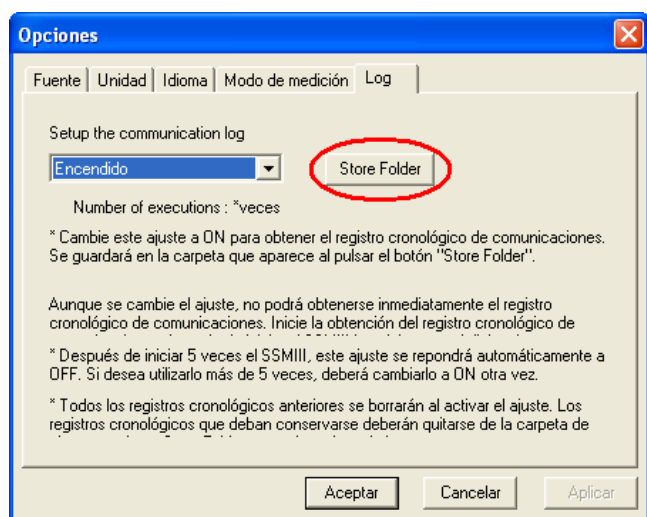 Opciones
Fuente Unidad Idioma Modo de medición Log
Setup the communication log
Encendido
Store Folder
Number of executions : *veces
* Cambie este ajuste a ON para obtener el registro cronológico de comunicaciones.
Se guardará en la carpeta que aparece al pulsar el botón "Store Folder".
Aunque se cambie el ajuste, no podrá obtenerse inmediatamente el registro
cronológico de comunicaciones. Inicie la obtención del registro cronológico de
* Después de iniciar 5 veces el SSMIII, este ajuste se repondrá automáticamente a
OFF. Si desea utilizarlo más de 5 veces, deberá cambiarlo a ON otra vez.
* Todos los registros cronológicos anteriores se borrarán al activar el ajuste. Los
registros cronológicos que deban conservarse deberán quitarse de la carpeta de
Aceptar Cancelar Aplicar